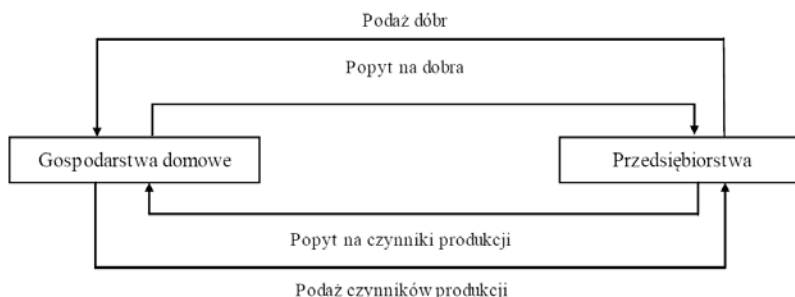 Podaż dóbr
Popyt na dobra
Gospodarstwa domowe
Przedsiębiorstwa
Popyt na czynniki produkcji
Podaż czynników produkcji